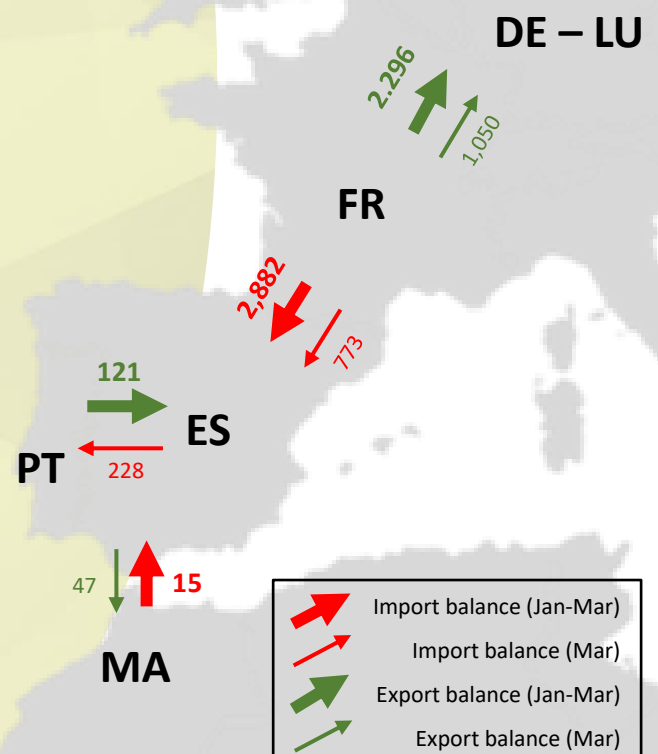 DE – LU
2.296
1,050
FR
2,882
773
121
ES
PT
228
47
15
MA
Import balance (Jan-Mar)
Import balance (Mar)
Export balance (Jan-Mar)
Export balance (Mar)